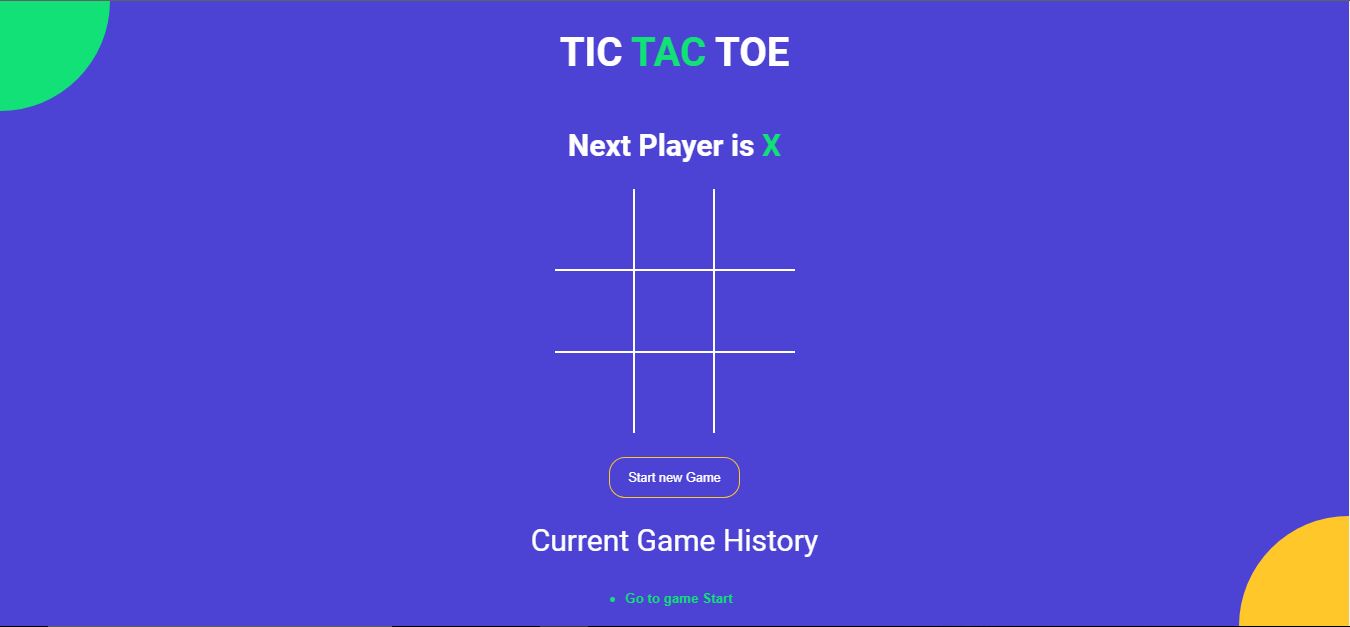 TIC TAC TOE
Next Player is X
Start new Game
Current Game History
Go to game Start